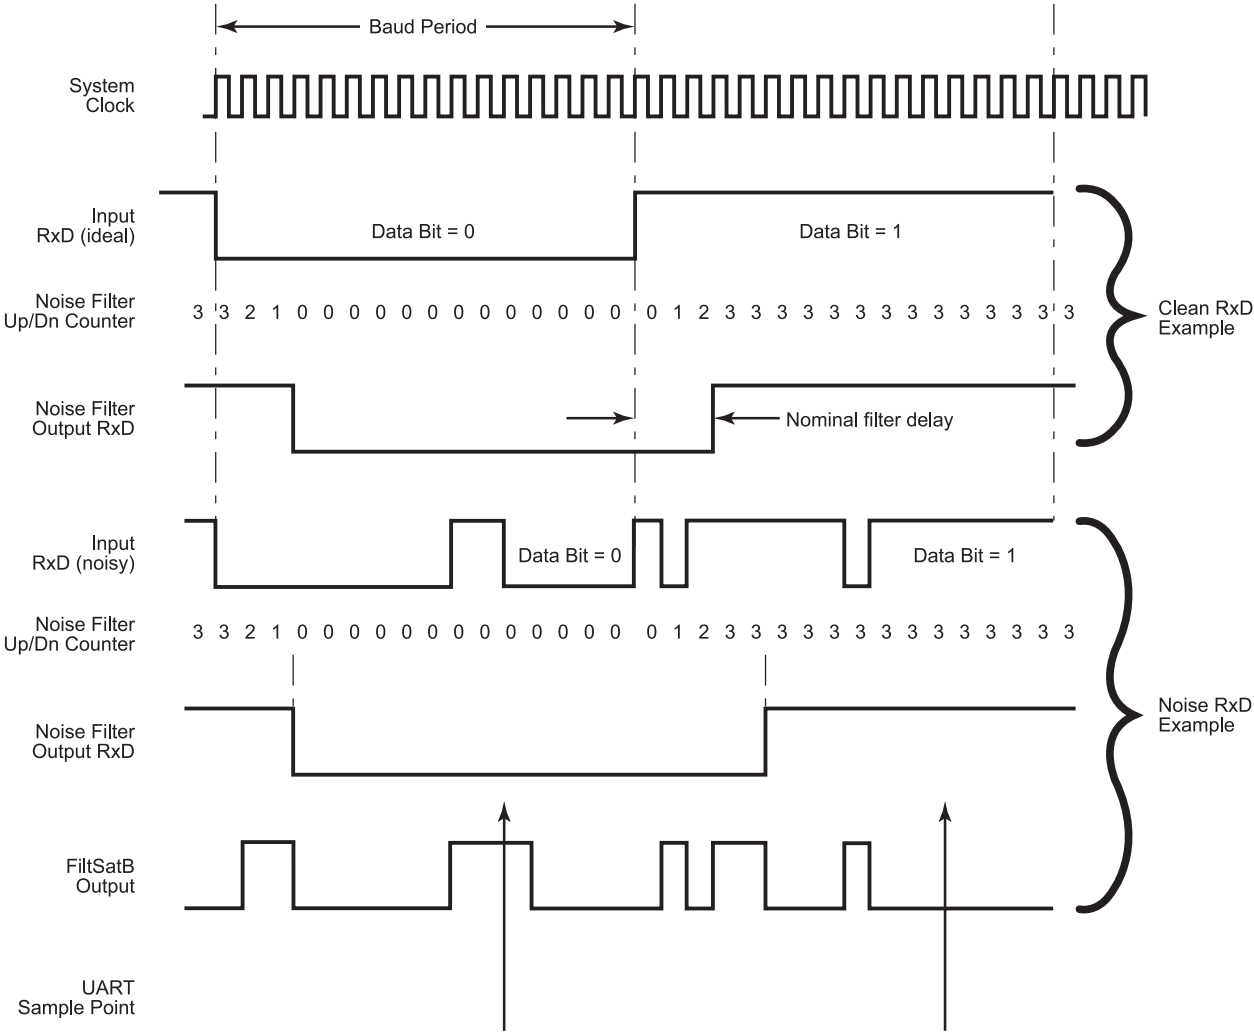 Baud Period
System
Clock
Input
RxD (ideal)
Data Bit = 0
Data Bit = 1
Noise Filter
Up/Dn Counter
3 3 2 1 0 0 0 0 0 0 0 0 0 0 0 0 0 0 1 2 3 3 3 3 3 3 3 3 3 3 3 3 3 3
Clean RxD
Example
Noise Filter
Output RxD
Nominal filter delay
Input
RxD (noisy)
Data Bit = 0
Data Bit = 1
Noise Filter
Up/Dn Counter
3 3 2 1 0 0 0 0 0 0 0 0 0 0 0 0 0 0 1 2 3 3 3 3 3 3 3 3 3 3 3 3 3 3
Noise Filter
Output RxD
Noise RxD
Example
FiltSatB
Output
UART
Sample Point